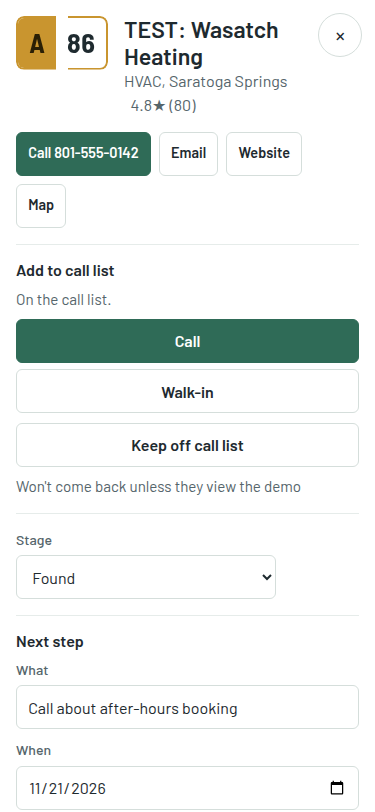 A 86
TEST: Wasatch
Heating
×
HVAC, Saratoga Springs
4.8★ (80)
Call 801-555-0142
Email
Website
Map
Add to call list
On the call list.
Call
Walk-in
Keep off call list
Won't come back unless they view the demo
Stage
Found
Next step
What
Call about after-hours booking
When
11/21/2026